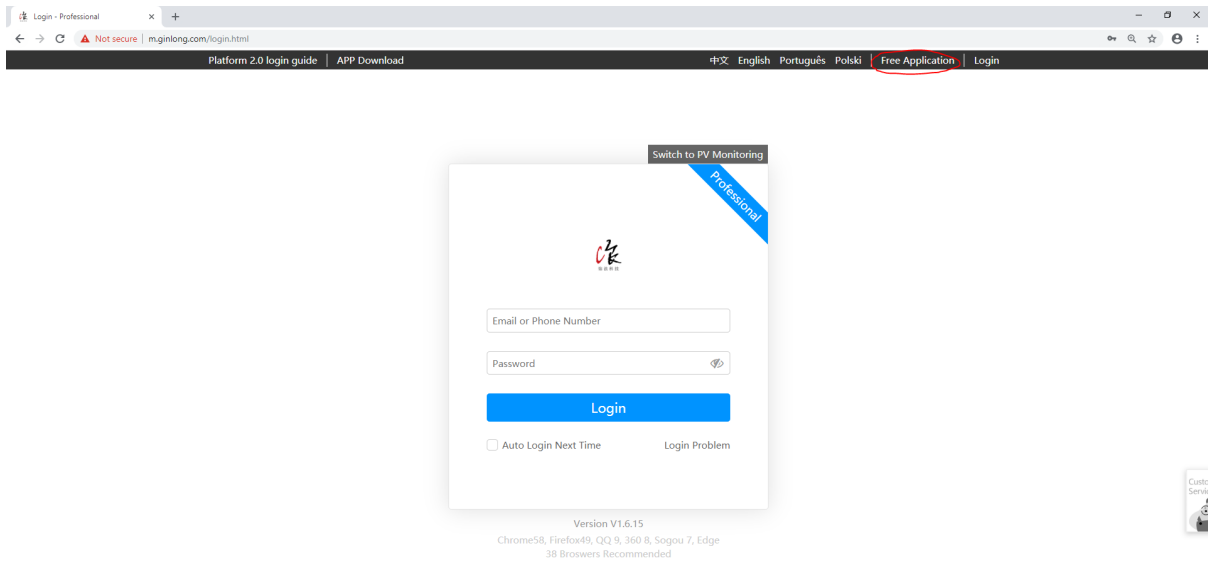 Login - Professional
Not secure | m.ginlong.com/login.html
Platform 2.0 login guide | APP Download
中文 English Português Polski | Free Application | Login
Switch to PV Monitoring
Professional
Email or Phone Number
Password
Login
Auto Login Next Time
Login Problem
Version V1.6.15
Chrome58, Firefox49, QQ 9, 360 8, Sogou 7, Edge
38 Broswers Recommended